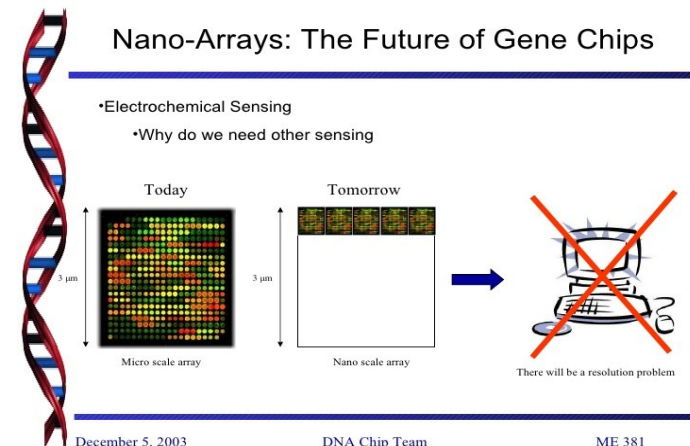 Nano-Arrays: The Future of Gene Chips
•Electrochemical Sensing
•Why do we need other sensing
Today
Tomorrow
3 μm
3 μm
Micro scale array
Nano scale array
There will be a resolution problem
December 5, 2003
DNA Chip Team
ME 381